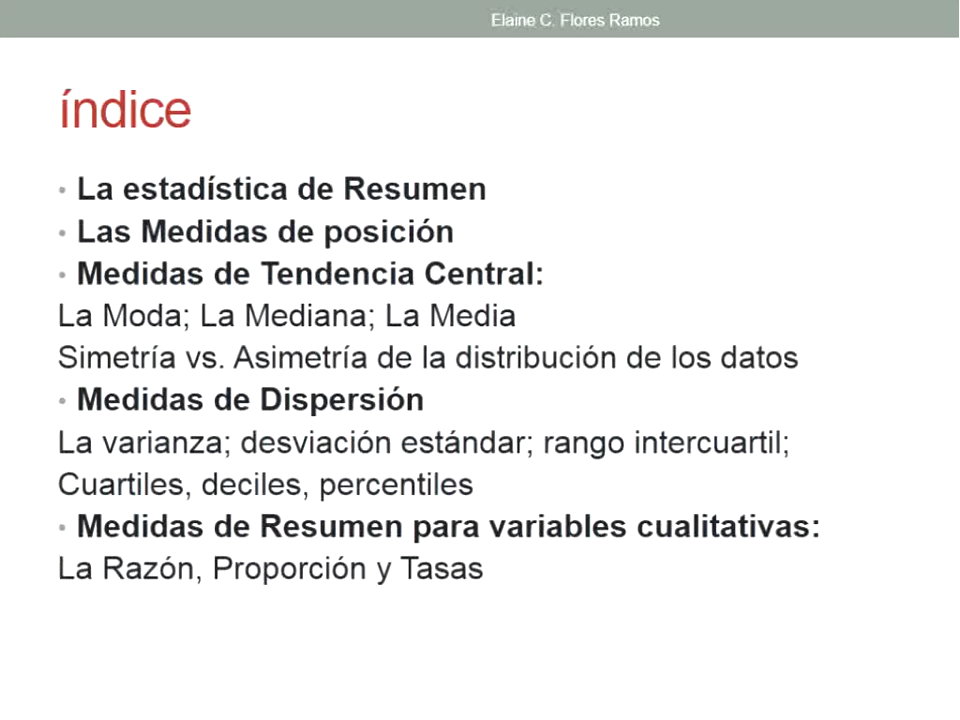 Elaine C. Flores Ramos
índice
• La estadística de Resumen
• Las Medidas de posición
• Medidas de Tendencia Central:
La Moda; La Mediana; La Media
Simetría vs. Asimetría de la distribución de los datos
• Medidas de Dispersión
La varianza; desviación estándar; rango intercuartil;
Cuartiles, deciles, percentiles
• Medidas de Resumen para variables cualitativas:
La Razón, Proporción y Tasas